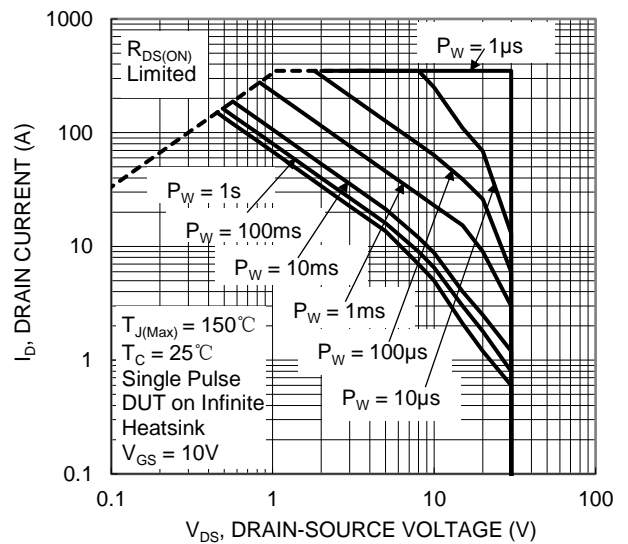 1000
100
10
1
0.1
I_D, DRAIN CURRENT (A)
R_DS(ON)
Limited
P_W = 1µs
P_W = 1s
P_W = 100ms
P_W = 10ms
P_W = 1ms
P_W = 100µs
P_W = 10µs
T_J(Max) = 150℃
T_C = 25℃
Single Pulse
DUT on Infinite
Heatsink
V_GS = 10V
0.1 1 10 100
V_DS, DRAIN-SOURCE VOLTAGE (V)